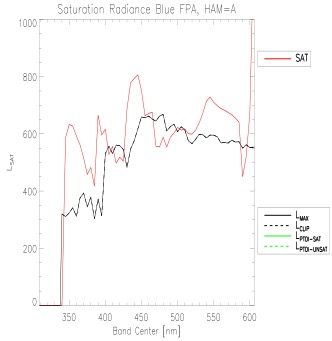 Saturation Radiance Blue FPA, HAM=A
1000
800
600
400
200
0
L_SAT
350 400 450 500 550 600
Band Center [nm]
SAT
L_MAX
L_CLIP
L_PTDI-SAT
L_PTDI-UNSAT